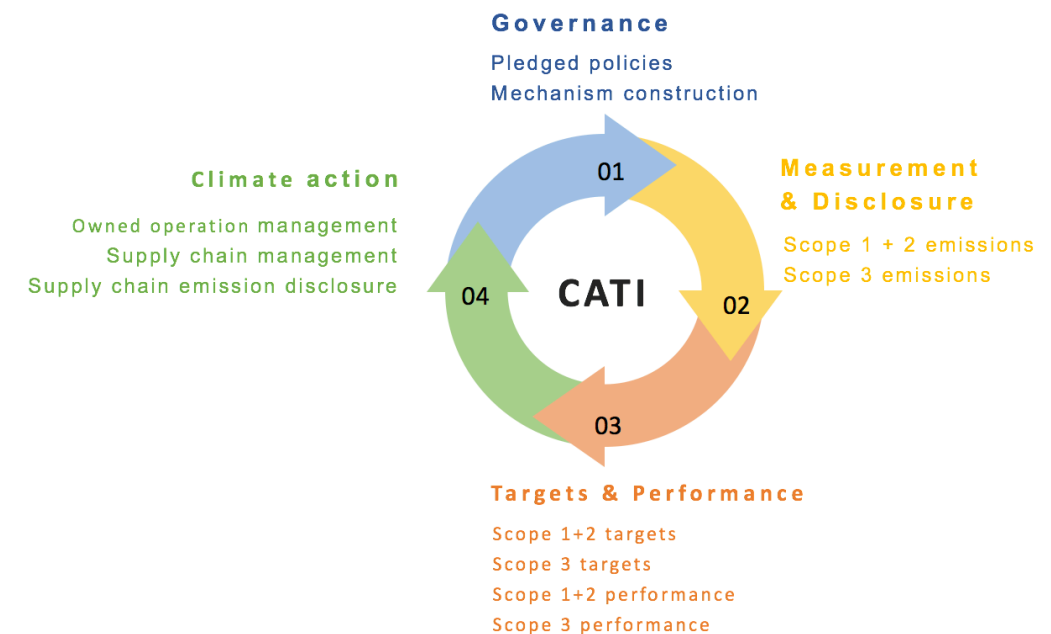 Governance
Pledged policies
Mechanism construction
01
Measurement
& Disclosure
Scope 1 + 2 emissions
Scope 3 emissions
02
Targets & Performance
Scope 1+2 targets
Scope 3 targets
Scope 1+2 performance
Scope 3 performance
03
Climate action
Owned operation management
Supply chain management
Supply chain emission disclosure
04
CATI